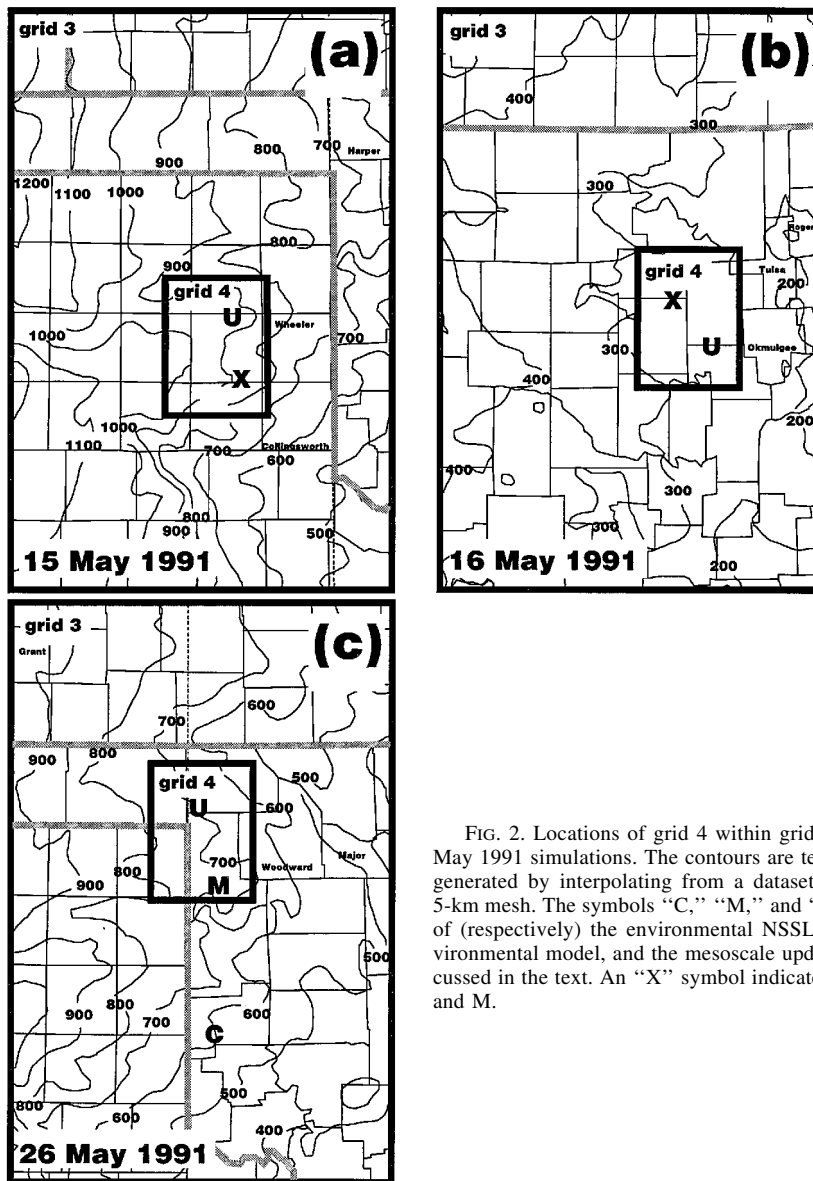 grid 3
(a)
700
Harper
900
800
1200
1100
1000
800
900
grid 4
U
Wheeler
1000
700
X
1000
1100
Collingsworth
700
600
800
900
500
15 May 1991
grid 3
(b)
400
300
300
Roger
grid 4
Tulsa
200
X
300
U
Okmulgee
400
200
400
300
300
200
16 May 1991
grid 3
(c)
Grant
600
700
900
800
500
grid 4
U
600
700
Woodward
Major
800
900
M
500
800
900
700
600
C
500
800
600
400
26 May 1991
FIG. 2. Locations of grid 4 within grid
May 1991 simulations. The contours are te
generated by interpolating from a dataset
5-km mesh. The symbols ‘‘C,’’ ‘‘M,’’ and ‘
of (respectively) the environmental NSSL
vironmental model, and the mesoscale upd
cussed in the text. An ‘‘X’’ symbol indicate
and M.